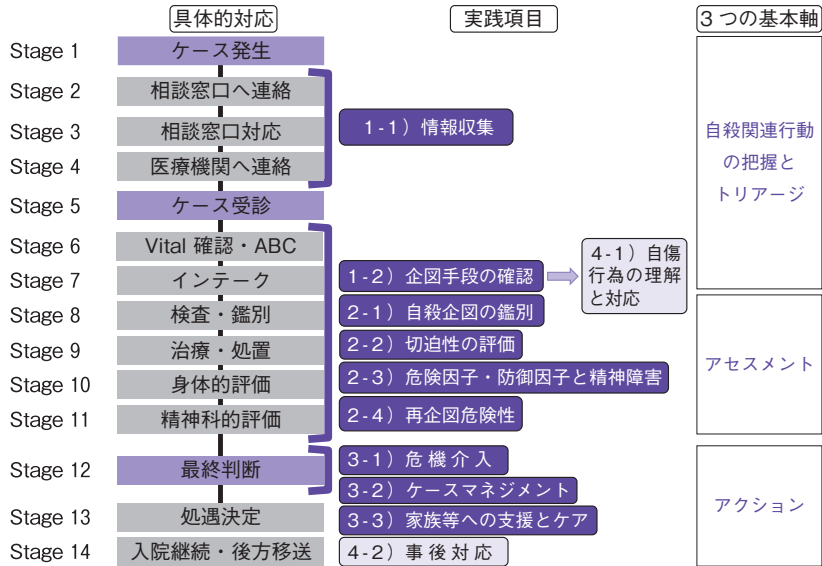 具体的対応 実践項目 3つの基本軸
Stage 1 ケース発生
Stage 2 相談窓口へ連絡
Stage 3 相談窓口対応
1-1）情報収集
Stage 4 医療機関へ連絡
Stage 5 ケース受診
自殺関連行動
の把握と
トリアージ
Stage 6 Vital 確認・ABC
Stage 7 インテーク
1-2）企図手段の確認
4-1）自傷
行為の理解
と対応
Stage 8 検査・鑑別
2-1）自殺企図の鑑別
Stage 9 治療・処置
2-2）切迫性の評価
Stage 10 身体的評価
2-3）危険因子・防御因子と精神障害
Stage 11 精神科的評価
2-4）再企図危険性
アセスメント
Stage 12 最終判断
3-1）危機介入
3-2）ケースマネジメント
Stage 13 処遇決定
3-3）家族等への支援とケア
Stage 14 入院継続・後方移送
4-2）事後対応
アクション